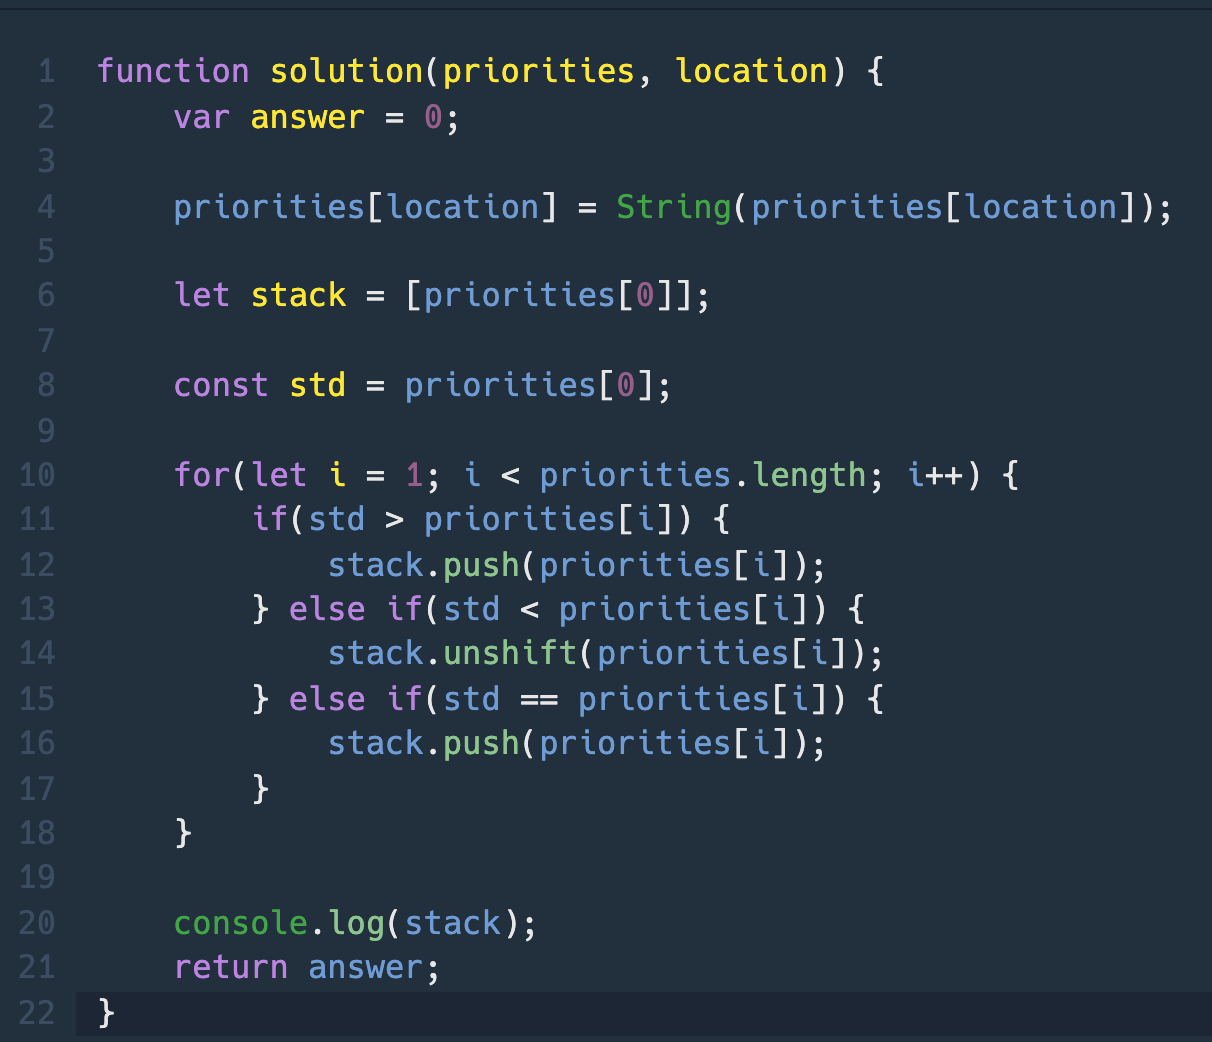 1 function solution(priorities, location) {
2     var answer = 0;
3
4     priorities[location] = String(priorities[location]);
5
6     let stack = [priorities[0]];
7
8     const std = priorities[0];
9
10     for(let i = 1; i < priorities.length; i++) {
11         if(std > priorities[i]) {
12             stack.push(priorities[i]);
13         } else if(std < priorities[i]) {
14             stack.unshift(priorities[i]);
15         } else if(std == priorities[i]) {
16             stack.push(priorities[i]);
17         }
18     }
19
20     console.log(stack);
21     return answer;
22 }